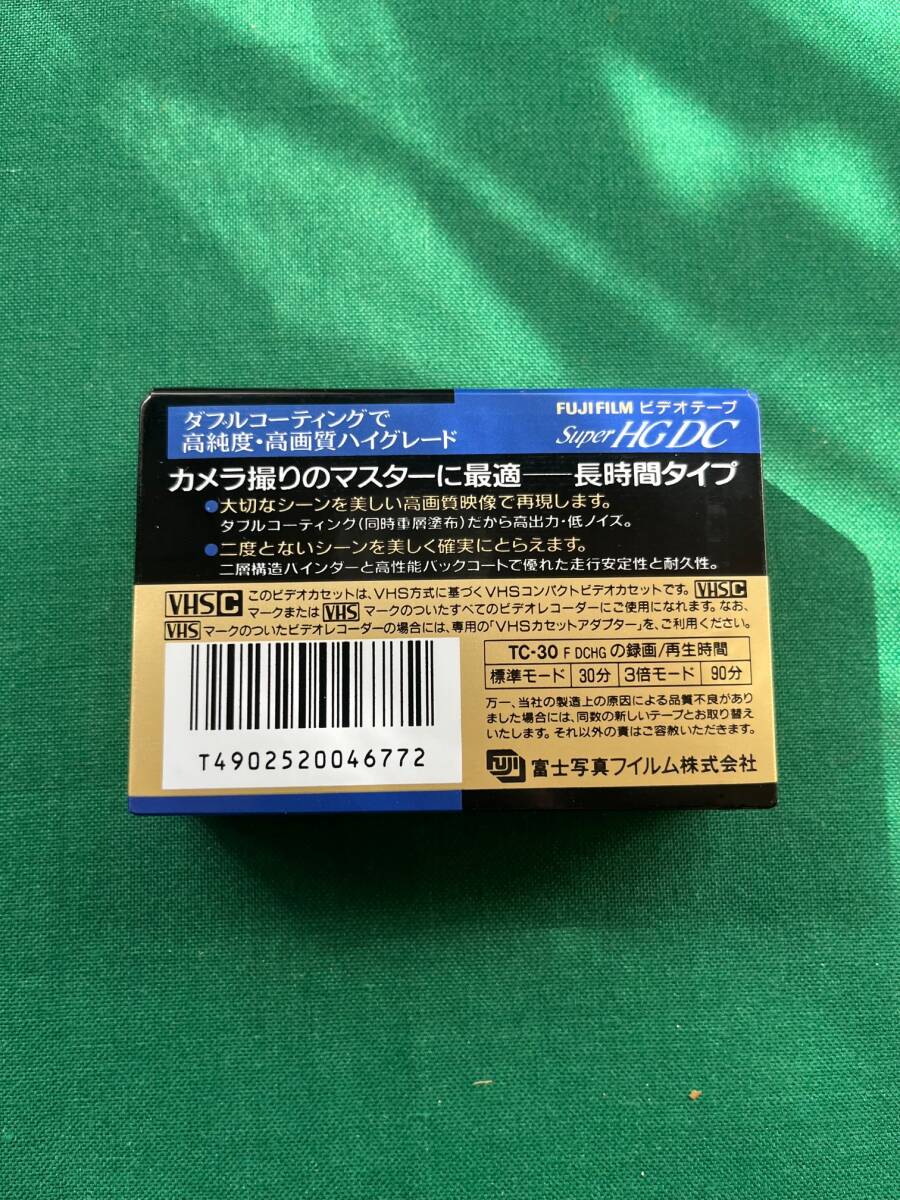 ダブルコーティングで
高純度・高画質ハイグレード
FUJIFILM ビデオテープ
Super HG DC
カメラ撮りのマスターに最適──長時間タイプ
●大切なシーンを美しい高画質映像で再現します。
ダブルコーティング(同時重層塗布)だから高出力・低ノイズ。
●二度とないシーンを美しく確実にとらえます。
二層構造バインダーと高性能バックコートで優れた走行安定性と耐久性。
VHS C このビデオカセットは、VHS方式に基づくVHSコンパクトビデオカセットです。VHS C
マークまたは VHS マークのついたすべてのビデオレコーダーにご使用になれます。なお、
VHS マークのついたビデオレコーダーの場合には、専用の「VHSカセットアダプター」を、ご利用ください。
TC-30 F DCHG の録画/再生時間
標準モード 30分 3倍モード 90分
万一、当社の製造上の原因による品質不良があり
ました場合には、同数の新しいテープとお取り替え
いたします。それ以外の責はご容赦いただきます。
T4902520046772
FUJI 富士写真フイルム株式会社